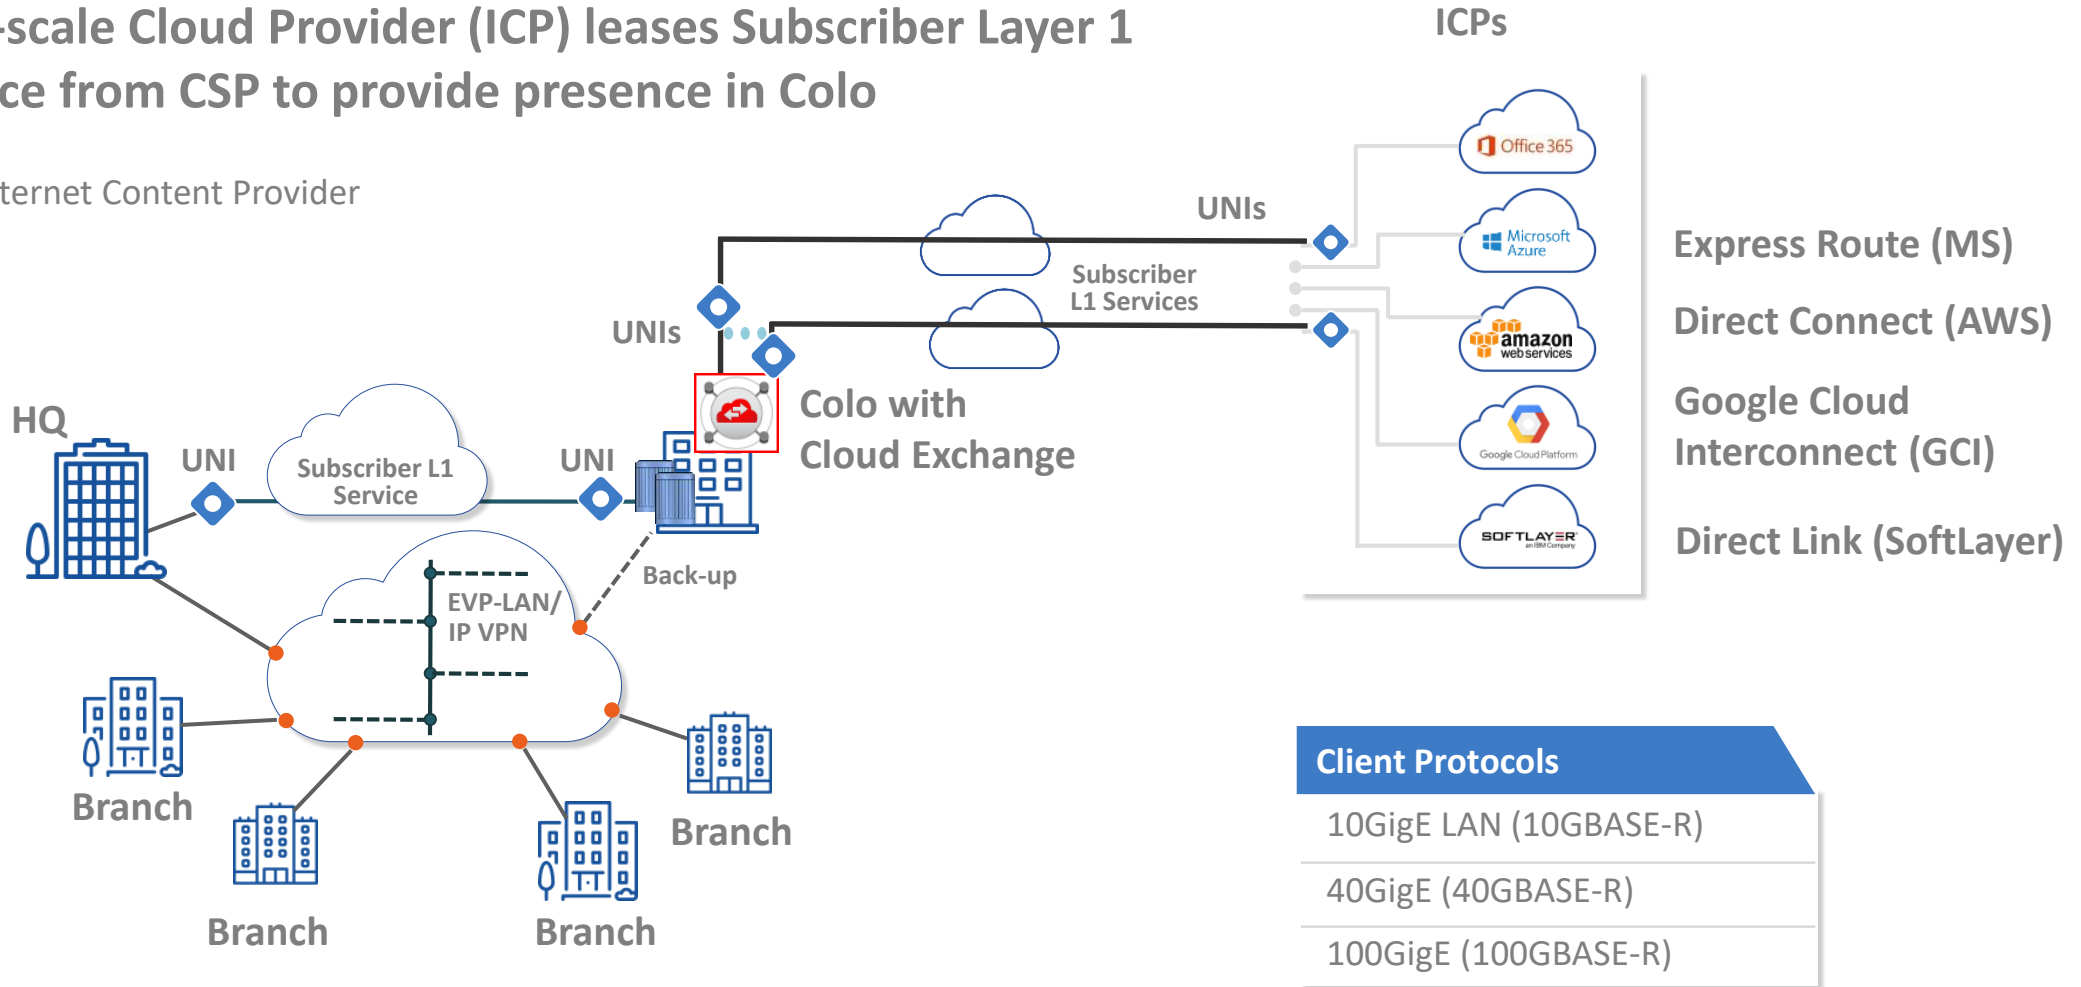 -scale Cloud Provider (ICP) leases Subscriber Layer 1
ce from CSP to provide presence in Colo
ternet Content Provider
ICPs
Office 365
UNIs
Microsoft
Azure
Express Route (MS)
Subscriber
L1 Services
UNIs
amazon
web services
Direct Connect (AWS)
Colo with
Cloud Exchange
Google Cloud
Interconnect (GCI)
Google Cloud Platform
HQ
UNI
Subscriber L1
Service
UNI
SOFTLAYER
an IBM Company
Direct Link (SoftLayer)
Back-up
EVP-LAN/
IP VPN
Branch
Branch
Branch
Branch
Client Protocols
10GigE LAN (10GBASE-R)
40GigE (40GBASE-R)
100GigE (100GBASE-R)